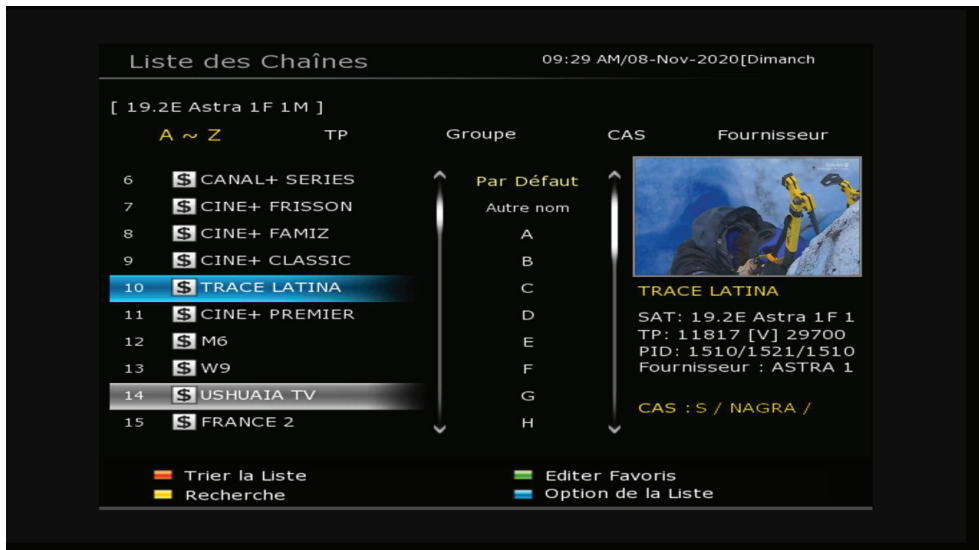 Liste des Chaînes
09:29 AM/08-Nov-2020[Dimanch
[ 19.2E Astra 1F 1M ]
A ~ Z TP Groupe CAS Fournisseur
6 $ CANAL+ SERIES
7 $ CINE+ FRISSON
8 $ CINE+ FAMIZ
9 $ CINE+ CLASSIC
10 $ TRACE LATINA
11 $ CINE+ PREMIER
12 $ M6
13 $ W9
14 $ USHUAIA TV
15 $ FRANCE 2
Par Défaut
Autre nom
A
B
C
D
E
F
G
H
TRACE LATINA
SAT: 19.2E Astra 1F 1
TP: 11817 [V] 29700
PID: 1510/1521/1510
Fournisseur : ASTRA 1
CAS : S / NAGRA /
Trier la Liste
Editer Favoris
Recherche
Option de la Liste